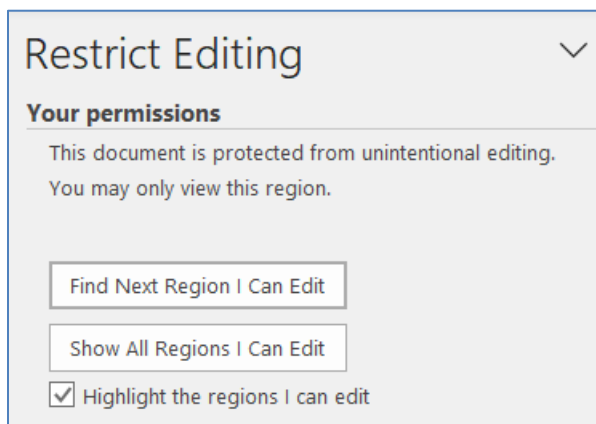 Restrict Editing
Your permissions
This document is protected from unintentional editing.
You may only view this region.
Find Next Region I Can Edit
Show All Regions I Can Edit
Highlight the regions I can edit